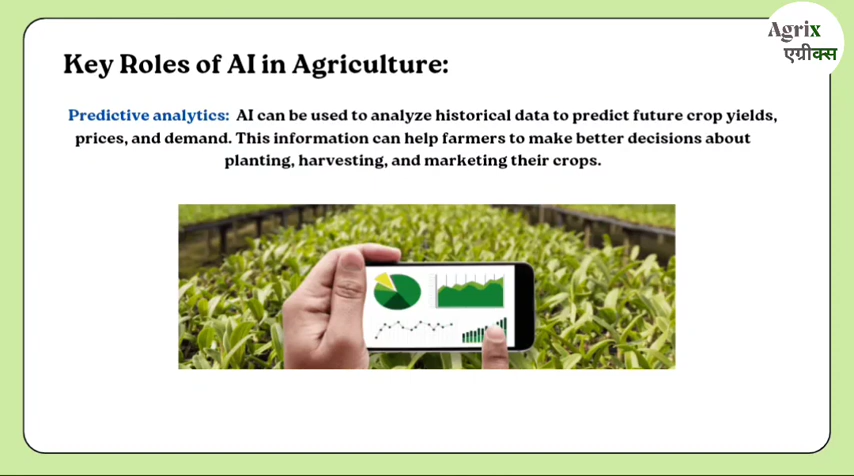 Agrix
एग्रीक्स
Key Roles of AI in Agriculture:
Predictive analytics: AI can be used to analyze historical data to predict future crop yields,
prices, and demand. This information can help farmers to make better decisions about
planting, harvesting, and marketing their crops.